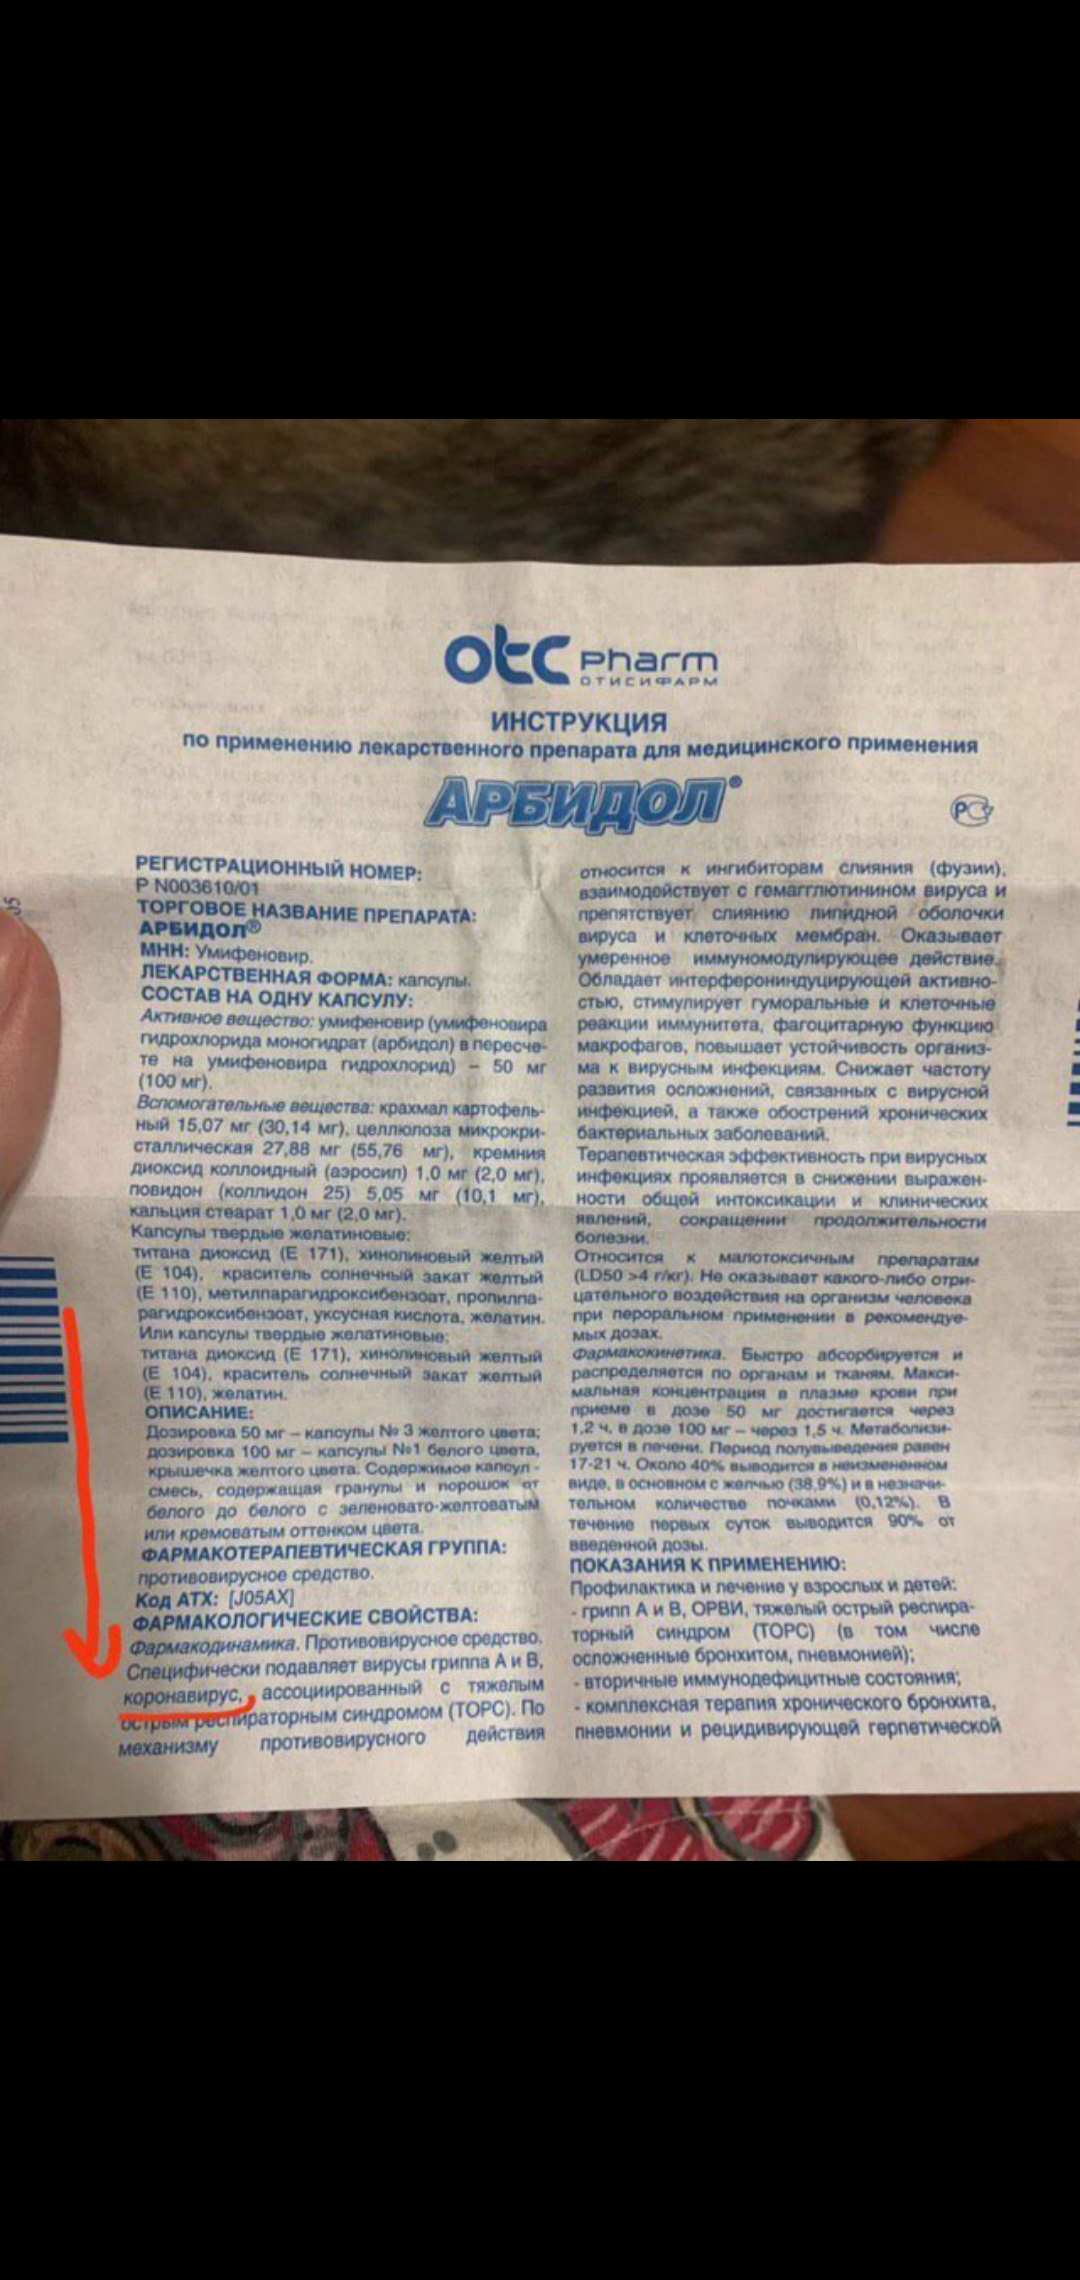 otc Pharm
ОТИСИФАРМ
ИНСТРУКЦИЯ
по применению лекарственного препарата для медицинского применения
АРБИДОЛ®
РСТ
РЕГИСТРАЦИОННЫЙ НОМЕР:
Р N003610/01
ТОРГОВОЕ НАЗВАНИЕ ПРЕПАРАТА:
АРБИДОЛ®
МНН: Умифеновир.
ЛЕКАРСТВЕННАЯ ФОРМА: капсулы.
СОСТАВ НА ОДНУ КАПСУЛУ:
Активное вещество: умифеновир (умифеновира
гидрохлорида моногидрат (арбидол) в пересче-
те на умифеновира гидрохлорид) – 50 мг
(100 мг).
Вспомогательные вещества: крахмал картофель-
ный 15,07 мг (30,14 мг), целлюлоза микрокри-
сталлическая 27,88 мг (55,76 мг), кремния
диоксид коллоидный (аэросил) 1,0 мг (2,0 мг),
повидон (коллидон 25) 5,05 мг (10,1 мг),
кальция стеарат 1,0 мг (2,0 мг).
Капсулы твердые желатиновые:
титана диоксид (Е 171), хинолиновый желтый
(Е 104), краситель солнечный закат желтый
(Е 110), метилпарагидроксибензоат, пропилпа-
рагидроксибензоат, уксусная кислота, желатин.
Или капсулы твердые желатиновые:
титана диоксид (Е 171), хинолиновый желтый
(Е 104), краситель солнечный закат желтый
(Е 110), желатин.
ОПИСАНИЕ:
Дозировка 50 мг – капсулы № 3 желтого цвета;
дозировка 100 мг – капсулы №1 белого цвета,
крышечка желтого цвета. Содержимое капсул -
смесь, содержащая гранулы и порошок от
белого до белого с зеленовато-желтоватым
или кремоватым оттенком цвета.
ФАРМАКОТЕРАПЕВТИЧЕСКАЯ ГРУППА:
противовирусное средство.
Код АТХ: [J05AX]
ФАРМАКОЛОГИЧЕСКИЕ СВОЙСТВА:
Фармакодинамика. Противовирусное средство.
Специфически подавляет вирусы гриппа А и В,
коронавирус, ассоциированный с тяжелым
острым респираторным синдромом (ТОРС). По
механизму противовирусного действия
относится к ингибиторам слияния (фузии),
взаимодействует с гемагглютинином вируса и
препятствует слиянию липидной оболочки
вируса и клеточных мембран. Оказывает
умеренное иммуномодулирующее действие.
Обладает интерферониндуцирующей активно-
стью, стимулирует гуморальные и клеточные
реакции иммунитета, фагоцитарную функцию
макрофагов, повышает устойчивость организ-
ма к вирусным инфекциям. Снижает частоту
развития осложнений, связанных с вирусной
инфекцией, а также обострений хронических
бактериальных заболеваний.
Терапевтическая эффективность при вирусных
инфекциях проявляется в снижении выражен-
ности общей интоксикации и клинических
явлений, сокращении продолжительности
болезни.
Относится к малотоксичным препаратам
(LD50 >4 г/кг). Не оказывает какого-либо отри-
цательного воздействия на организм человека
при пероральном применении в рекомендуе-
мых дозах.
Фармакокинетика. Быстро абсорбируется и
распределяется по органам и тканям. Макси-
мальная концентрация в плазме крови при
приеме в дозе 50 мг достигается через
1,2 ч, в дозе 100 мг – через 1,5 ч. Метаболизи-
руется в печени. Период полувыведения равен
17-21 ч. Около 40% выводится в неизмененном
виде, в основном с желчью (38,9%) и в незначи-
тельном количестве почками (0,12%). В
течение первых суток выводится 90% от
введенной дозы.
ПОКАЗАНИЯ К ПРИМЕНЕНИЮ:
Профилактика и лечение у взрослых и детей:
- грипп А и В, ОРВИ, тяжелый острый респира-
торный синдром (ТОРС) (в том числе
осложненные бронхитом, пневмонией);
- вторичные иммунодефицитные состояния;
- комплексная терапия хронического бронхита,
пневмонии и рецидивирующей герпетической